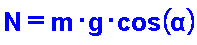 N = m·g·cos(α)